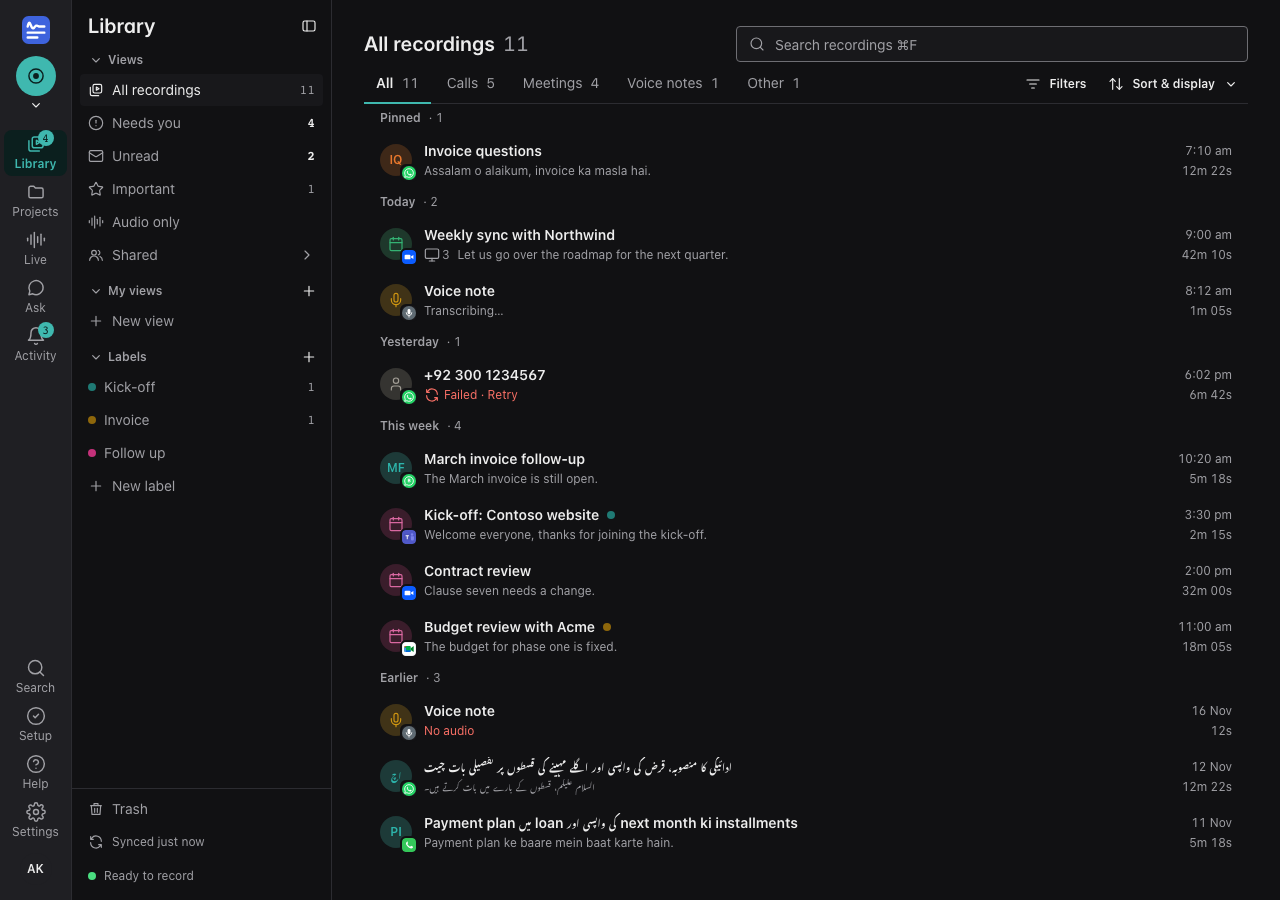 Library
Views
All recordings 11
Needs you 4
Unread 2
Important 1
Audio only
Shared
My views
New view
Labels
Kick-off 1
Invoice 1
Follow up
New label
Trash
Synced just now
Ready to record
4
Library
Projects
Live
Ask
3
Activity
Search
Setup
Help
Settings
AK
All recordings 11
Search recordings ⌘F
All 11 Calls 5 Meetings 4 Voice notes 1 Other 1
Filters Sort & display
Pinned · 1
IQ Invoice questions 7:10 am
Assalam o alaikum, invoice ka masla hai. 12m 22s
Today · 2
Weekly sync with Northwind 9:00 am
3 Let us go over the roadmap for the next quarter. 42m 10s
Voice note 8:12 am
Transcribing... 1m 05s
Yesterday · 1
+92 300 1234567 6:02 pm
Failed · Retry 6m 42s
This week · 4
MF March invoice follow-up 10:20 am
The March invoice is still open. 5m 18s
Kick-off: Contoso website 3:30 pm
Welcome everyone, thanks for joining the kick-off. 2m 15s
Contract review 2:00 pm
Clause seven needs a change. 32m 00s
Budget review with Acme 11:00 am
The budget for phase one is fixed. 18m 05s
Earlier · 3
Voice note 16 Nov
No audio 12s
ادائیگی کا منصوبہ، قرض کی واپسی اور اگلے مہینے کی قسطوں پر تفصیلی بات چیت 12 Nov
السلام علیکم، قسطوں کے بارے میں بات کرتے ہیں۔ 12m 22s
PI Payment plan میں loan کی واپسی اور next month ki installments 11 Nov
Payment plan ke baare mein baat karte hain. 5m 18s